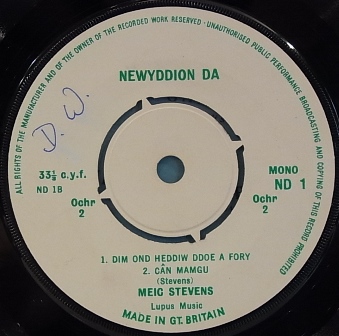 ALL RIGHTS OF THE MANUFACTURER AND OF THE OWNER OF THE RECORDED WORK RESERVED - UNAUTHORISED PUBLIC PERFORMANCE BROADCASTING AND COPYING OF THIS RECORD PROHIBITED
NEWYDDION DA
D.W.
33⅓ c.y.f.
ND 1B
Ochr
2
MONO
ND 1
Ochr
2
1. DIM OND HEDDIW DDOE A FORY
2. CÂN MAMGU
(Stevens)
MEIC STEVENS
Lupus Music
MADE IN GT. BRITAIN